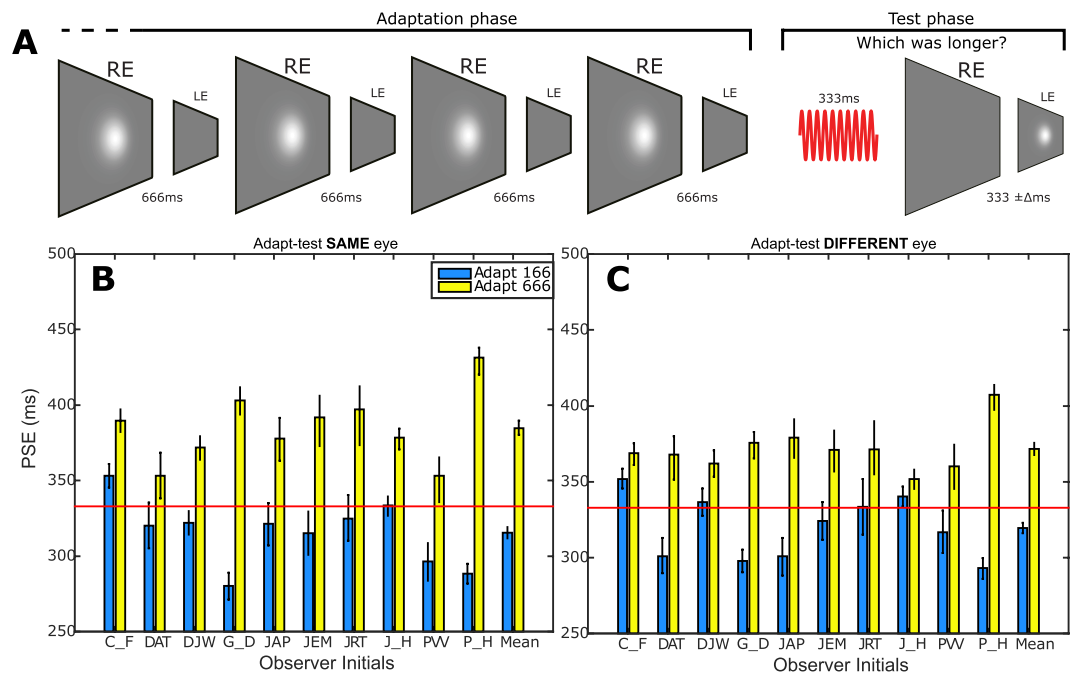 Adaptation phase
Test phase
A
Which was longer?
RE
LE
RE
LE
RE
LE
RE
LE
333ms
RE
LE
666ms
666ms
666ms
666ms
333 ±Δms
Adapt-test SAME eye
B
Adapt 166
Adapt 666
500
450
400
350
300
250
PSE (ms)
C_F DAT DJW G_D JAP JEM JRT J_H PVV P_H Mean
Observer Initials
Adapt-test DIFFERENT eye
C
500
450
400
350
300
250
C_F DAT DJW G_D JAP JEM JRT J_H PVV P_H Mean
Observer Initials